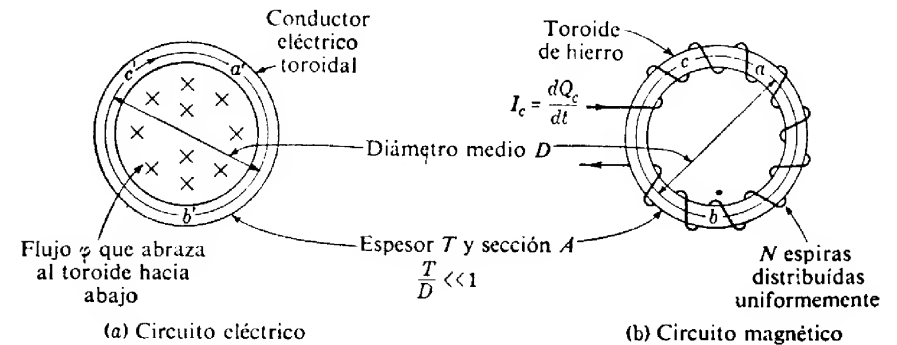 Conductor
eléctrico
toroidal
c'
a'
b'
Diámetro medio D
Flujo φ que abraza
al toroide hacia
abajo
Espesor T y sección A
T/D <<1
(a) Circuito eléctrico
Toroide
de hierro
I_c = dQ_c/dt
c
a
b
N espiras
distribuídas
uniformemente
(b) Circuito magnético